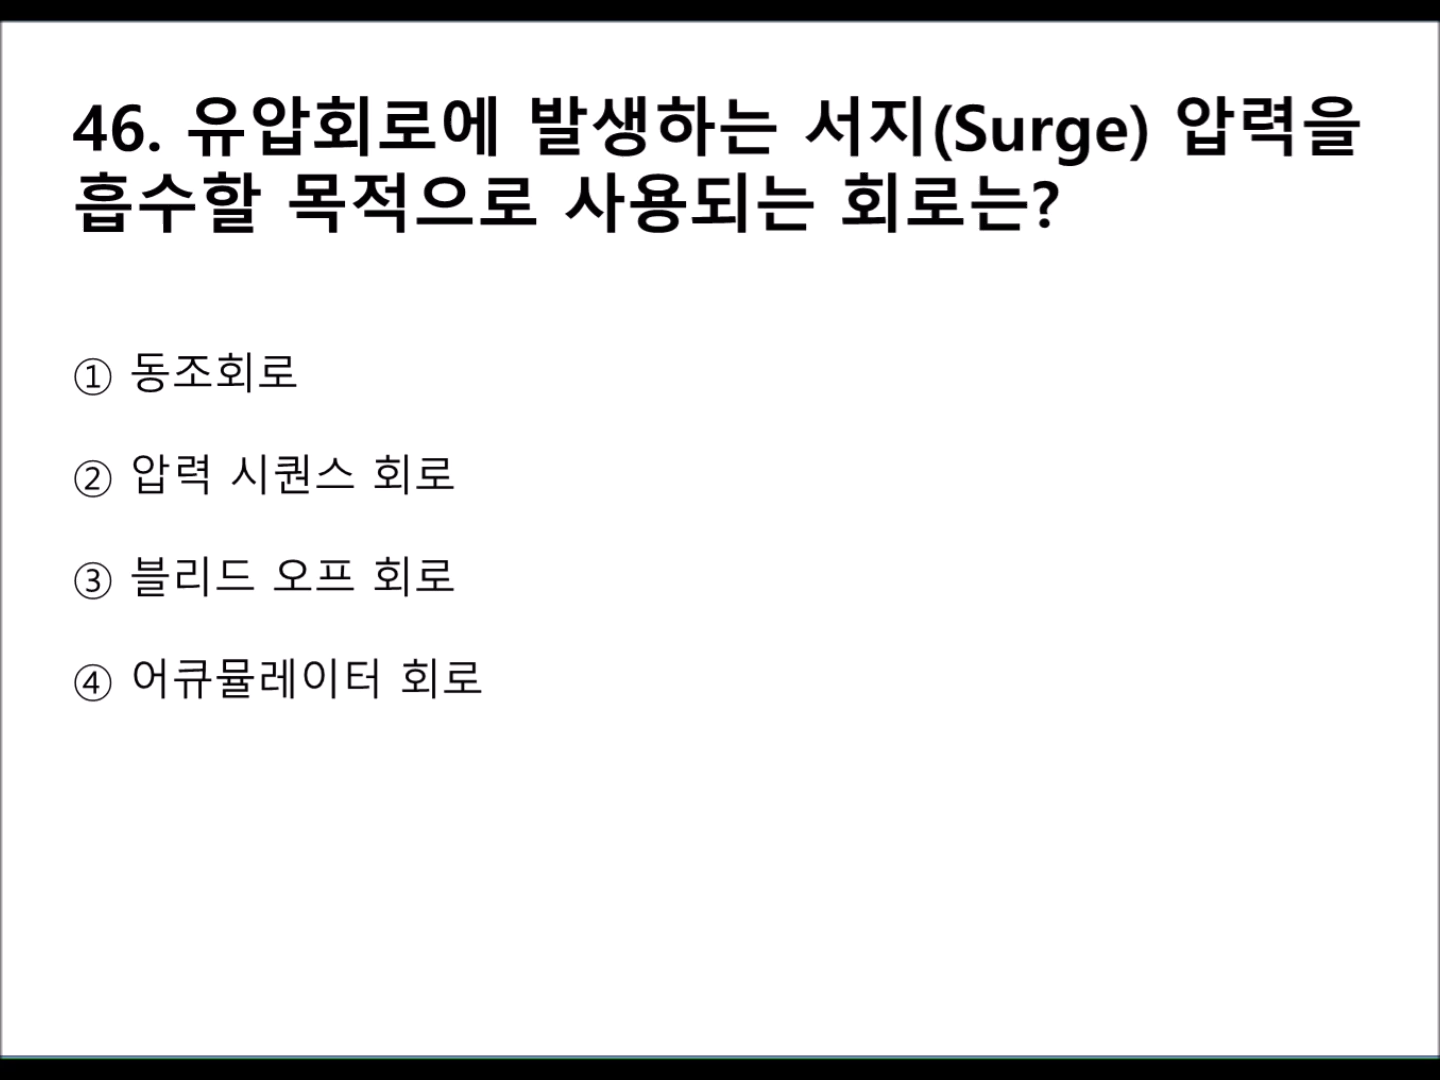 46. 유압회로에 발생하는 서지(Surge) 압력을
흡수할 목적으로 사용되는 회로는?
① 동조회로
② 압력 시퀀스 회로
③ 블리드 오프 회로
④ 어큐뮬레이터 회로